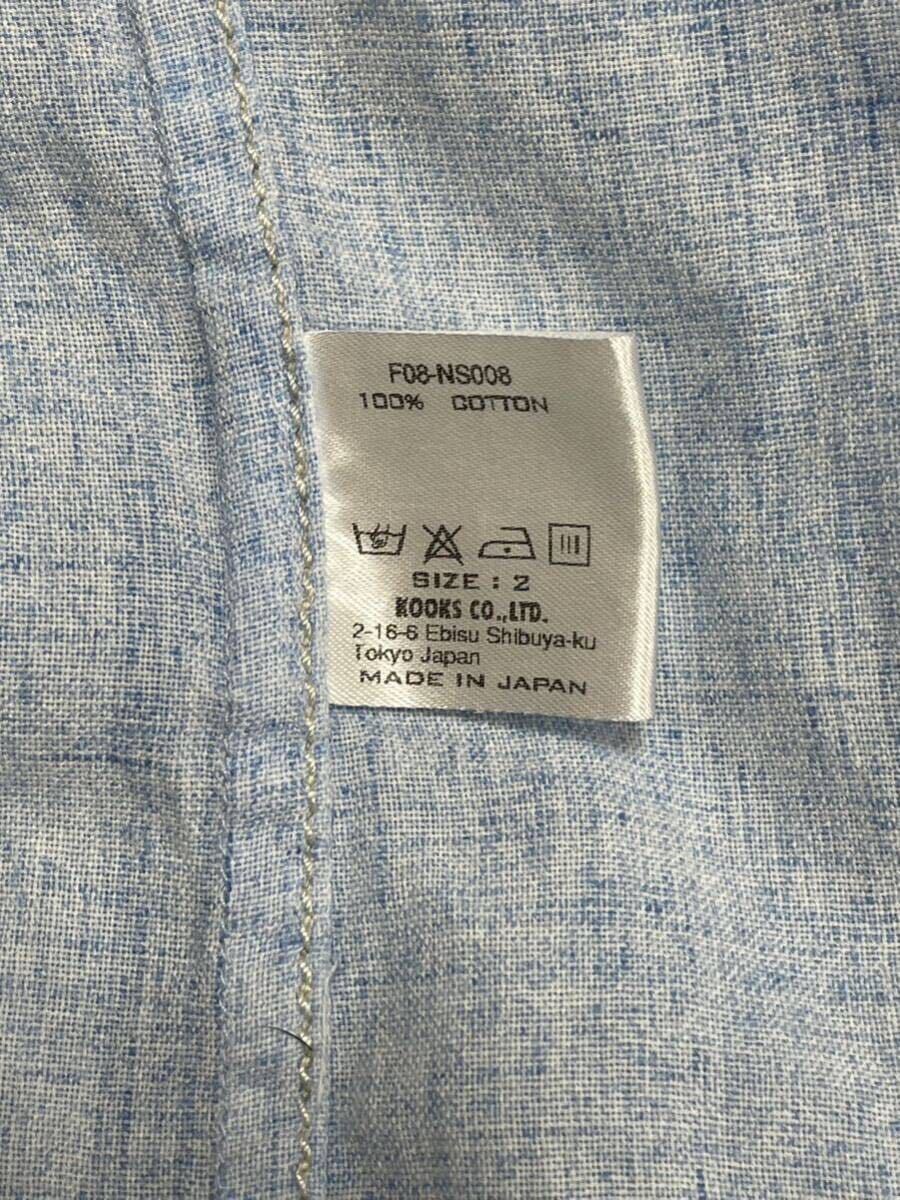 F08-NS008
100% COTTON
SIZE : 2
KOOKS CO.,LTD.
2-16-6 Ebisu Shibuya-ku
Tokyo Japan
MADE IN JAPAN